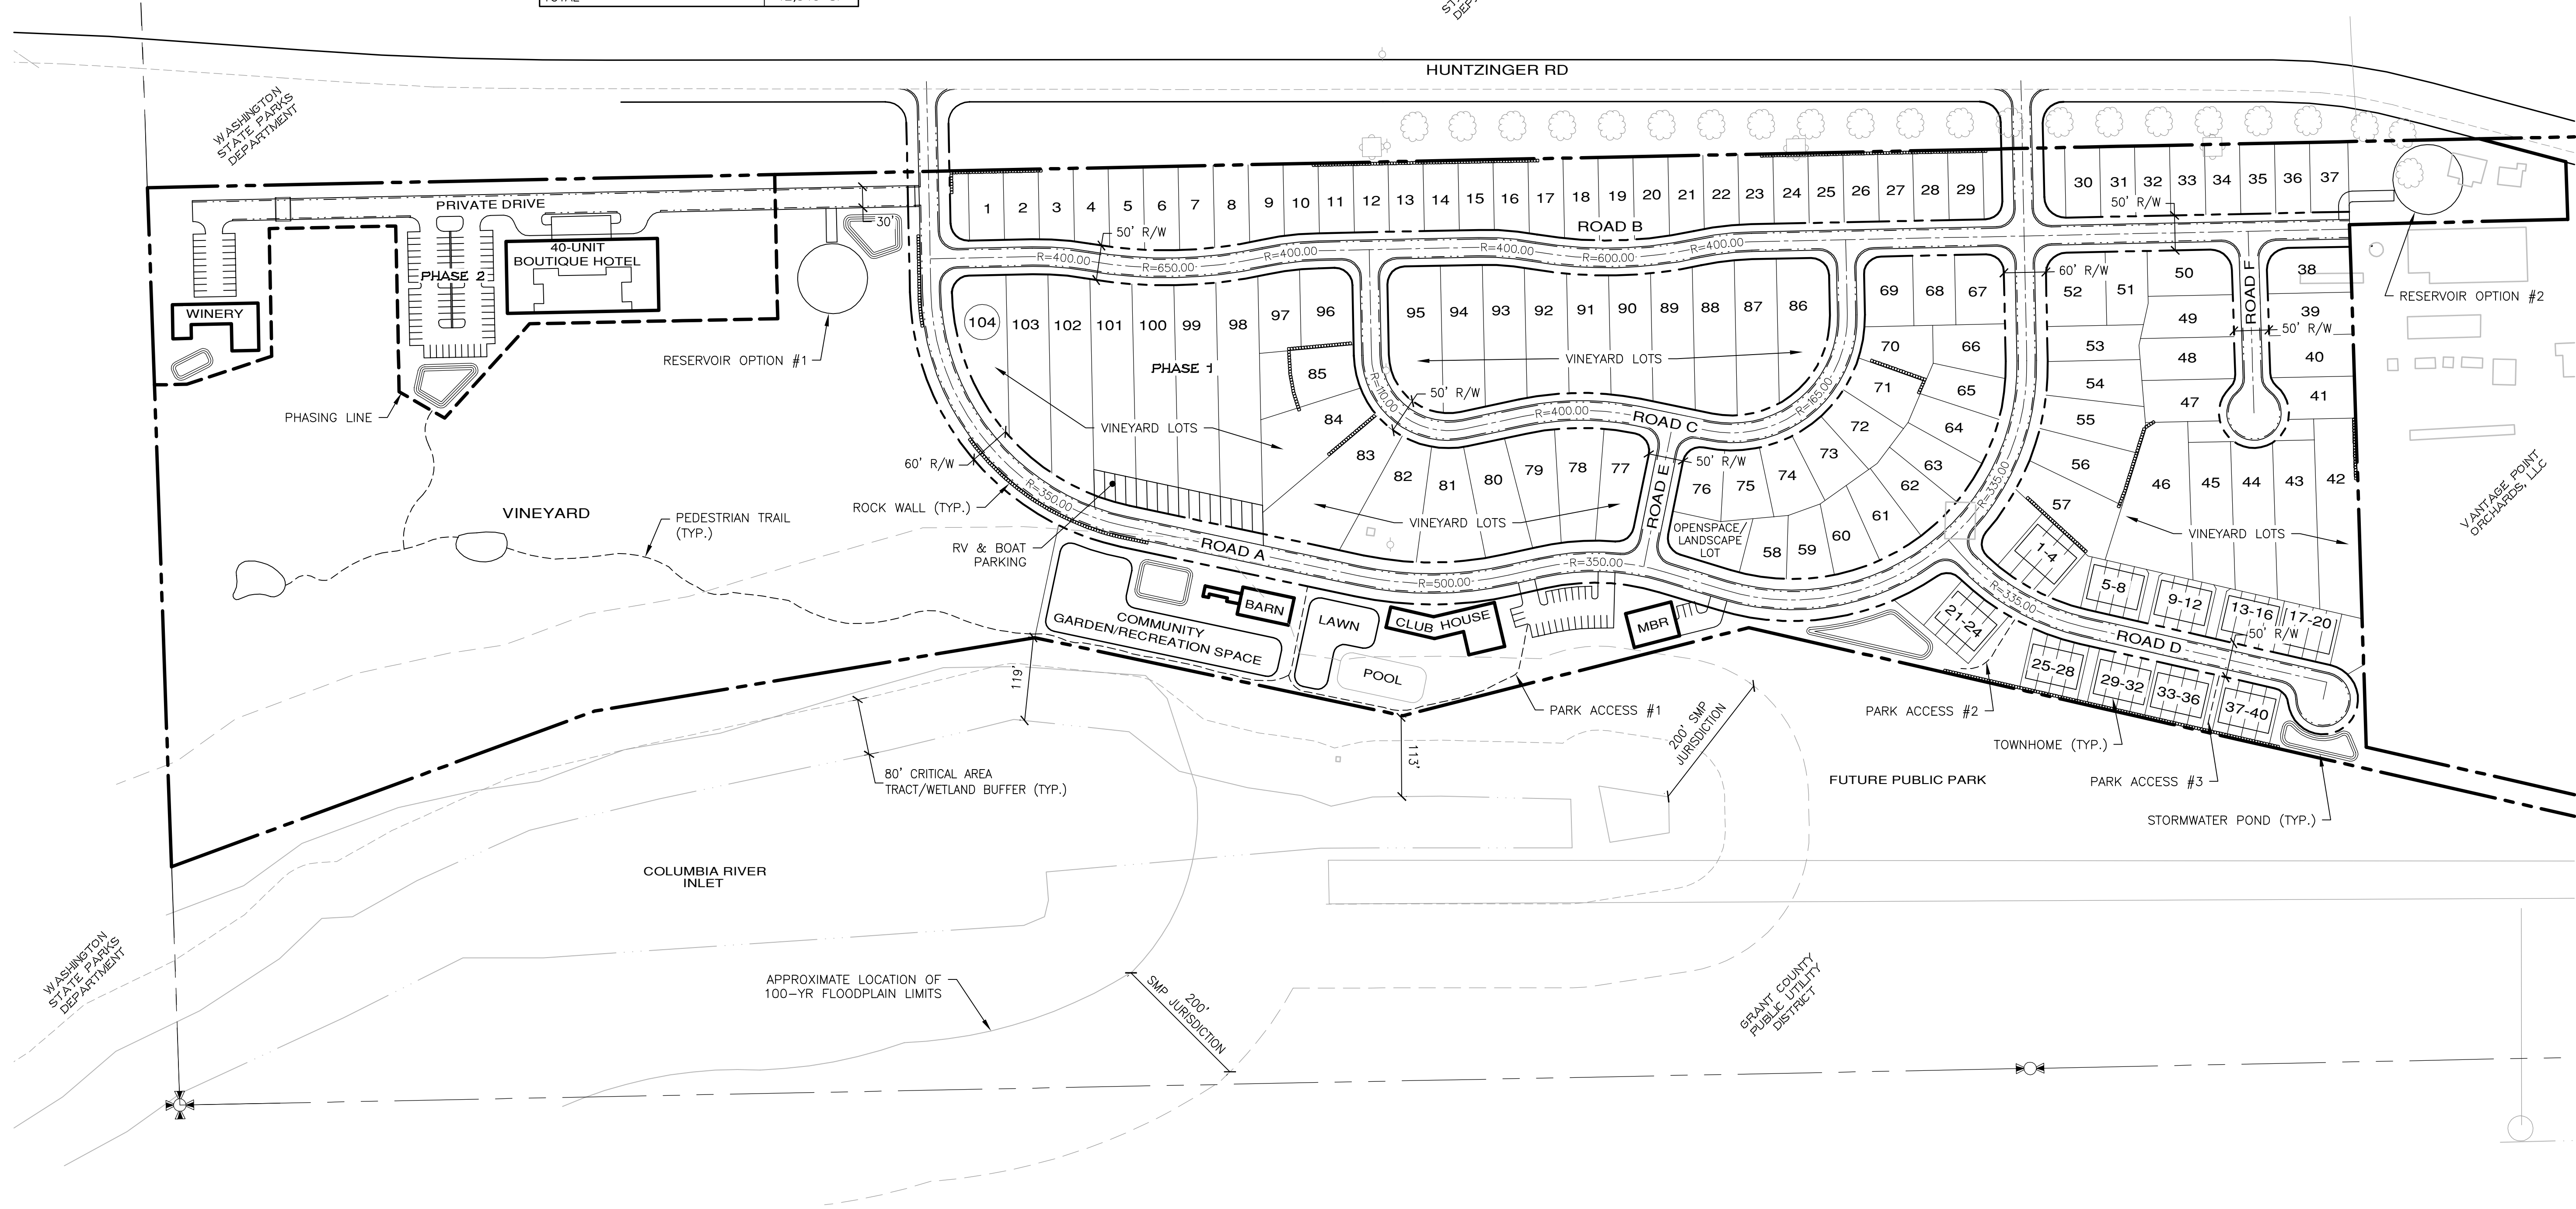 TOTAL
HUNTZINGER RD
WASHINGTON
STATE PARKS
DEPARTMENT
PRIVATE DRIVE
30'
40-UNIT
BOUTIQUE HOTEL
PHASE 2
WINERY
RESERVOIR OPTION #1
PHASING LINE
1 2 3 4 5 6 7 8 9 10 11 12 13 14 15 16 17 18 19 20 21 22 23 24 25 26 27 28 29
30 31 32 33 34 35 36 37
50' R/W
ROAD B
50' R/W
R=400.00
R=650.00
R=400.00
R=400.00
R=600.00
R=400.00
60' R/W
RESERVOIR OPTION #2
104 103 102 101 100 99 98 97 96
95 94 93 92 91 90 89 88 87 86
69 68 67
52 51 50
ROAD F
38
49
39
50' R/W
70 66
53
48
40
PHASE 1
VINEYARD LOTS
85
R=110.00
50' R/W
71 65
54
47
41
R=165.00
84
VINEYARD LOTS
R=400.00
ROAD C
72 64
55
83
82 81 80 79 78 77
50' R/W
ROAD E
76 75 74 73
63
62
61
60
59
58
56
57
46 45 44 43 42
60' R/W
R=350.00
ROCK WALL (TYP.)
VINEYARD
PEDESTRIAN TRAIL
(TYP.)
RV & BOAT
PARKING
VINEYARD LOTS
OPENSPACE/
LANDSCAPE
LOT
R=335.00
VINEYARD LOTS
VANTAGE POINT
ORCHARDS, LLC
ROAD A
R=500.00
R=350.00
1-4
5-8
9-12
13-16
17-20
R=335.00
50' R/W
ROAD D
21-24
25-28
29-32
33-36
37-40
BARN
LAWN
CLUB HOUSE
MBR
COMMUNITY
GARDEN/RECREATION SPACE
POOL
119'
113'
PARK ACCESS #1
PARK ACCESS #2
TOWNHOME (TYP.)
PARK ACCESS #3
STORMWATER POND (TYP.)
200' SMP
JURISDICTION
FUTURE PUBLIC PARK
80' CRITICAL AREA
TRACT/WETLAND BUFFER (TYP.)
COLUMBIA RIVER
INLET
WASHINGTON
STATE PARKS
DEPARTMENT
APPROXIMATE LOCATION OF
100-YR FLOODPLAIN LIMITS
200'
SMP JURISDICTION
GRANT COUNTY
PUBLIC UTILITY
DISTRICT